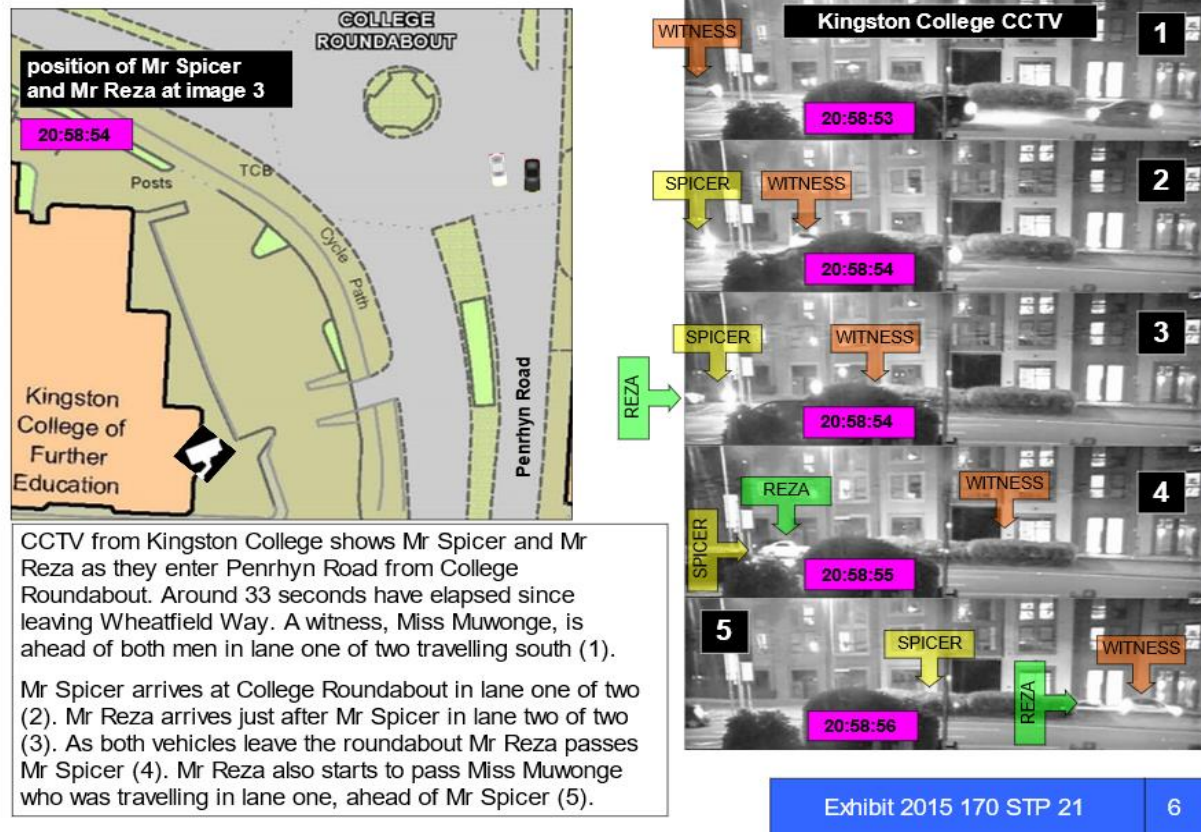 COLLEGE
ROUNDABOUT
position of Mr Spicer
and Mr Reza at image 3
20:58:54
TCB
Posts
Cycle Path
Kingston
College of
Further
Education
Penrhyn Road
CCTV from Kingston College shows Mr Spicer and Mr
Reza as they enter Penrhyn Road from College
Roundabout. Around 33 seconds have elapsed since
leaving Wheatfield Way. A witness, Miss Muwonge, is
ahead of both men in lane one of two travelling south (1).
Mr Spicer arrives at College Roundabout in lane one of two
(2). Mr Reza arrives just after Mr Spicer in lane two of two
(3). As both vehicles leave the roundabout Mr Reza passes
Mr Spicer (4). Mr Reza also starts to pass Miss Muwonge
who was travelling in lane one, ahead of Mr Spicer (5).
Kingston College CCTV
WITNESS
1
20:58:53
SPICER
WITNESS
2
20:58:54
SPICER
WITNESS
3
REZA
20:58:54
REZA
WITNESS
4
SPICER
20:58:55
5
SPICER
REZA
WITNESS
20:58:56
Exhibit 2015 170 STP 21
6